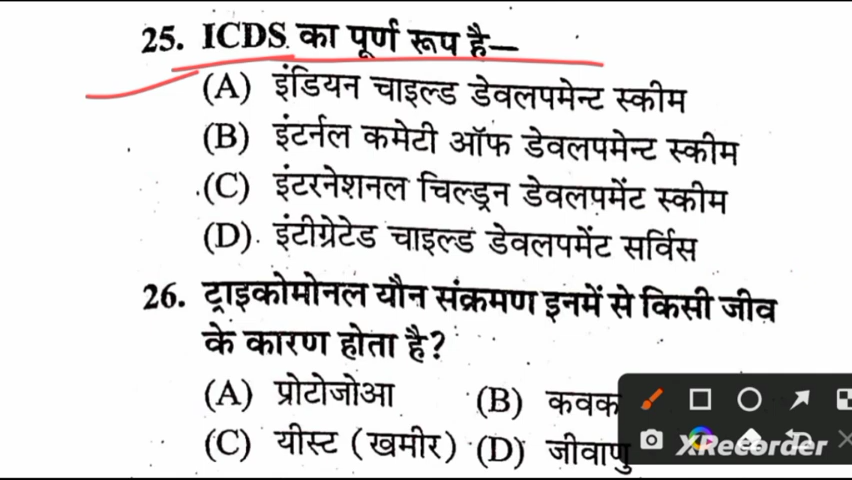 25. ICDS का पूर्ण रूप है—
(A) इंडियन चाइल्ड डेवलपमेन्ट स्कीम
(B) इंटर्नल कमेटी ऑफ डेवलपमेन्ट स्कीम
(C) इंटरनेशनल चिल्ड्रन डेवलपमेंट स्कीम
(D) इंटीग्रेटेड चाइल्ड डेवलपमेंट सर्विस
26. ट्राइकोमोनल यौन संक्रमण इनमें से किसी जीव
के कारण होता है?
(A) प्रोटोजोआ (B) कवक
(C) यीस्ट (खमीर) (D) जीवाणु
XRecorder